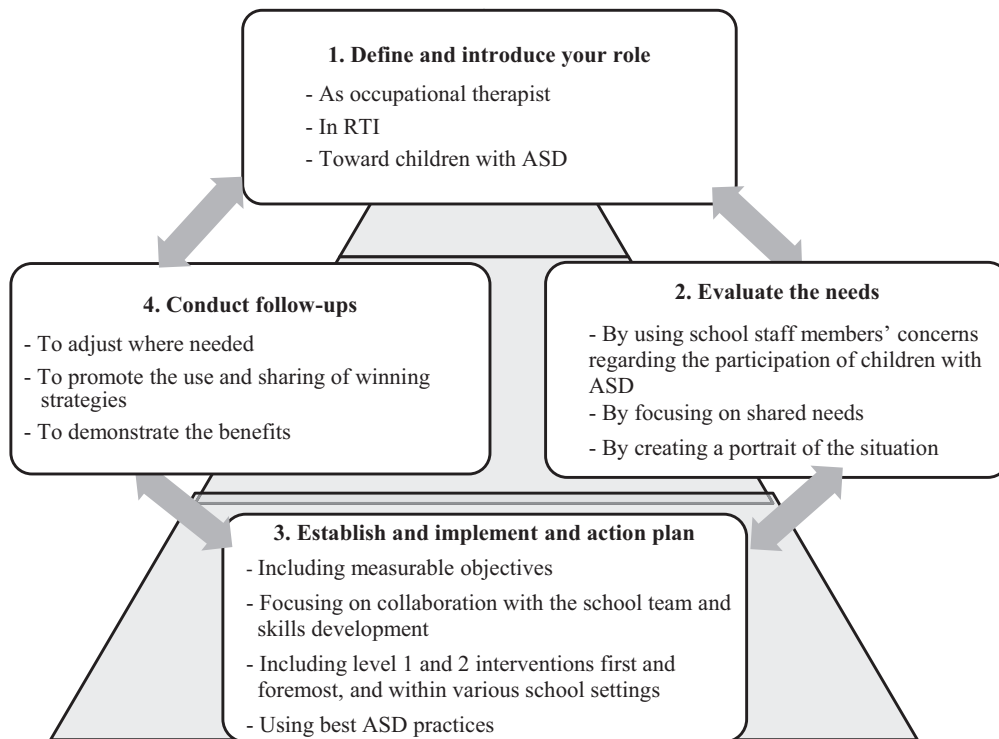 1. Define and introduce your role
- As occupational therapist
- In RTI
- Toward children with ASD
2. Evaluate the needs
- By using school staff members’ concerns
regarding the participation of children with
ASD
- By focusing on shared needs
- By creating a portrait of the situation
3. Establish and implement and action plan
- Including measurable objectives
- Focusing on collaboration with the school team and
skills development
- Including level 1 and 2 interventions first and
foremost, and within various school settings
- Using best ASD practices
4. Conduct follow-ups
- To adjust where needed
- To promote the use and sharing of winning
strategies
- To demonstrate the benefits